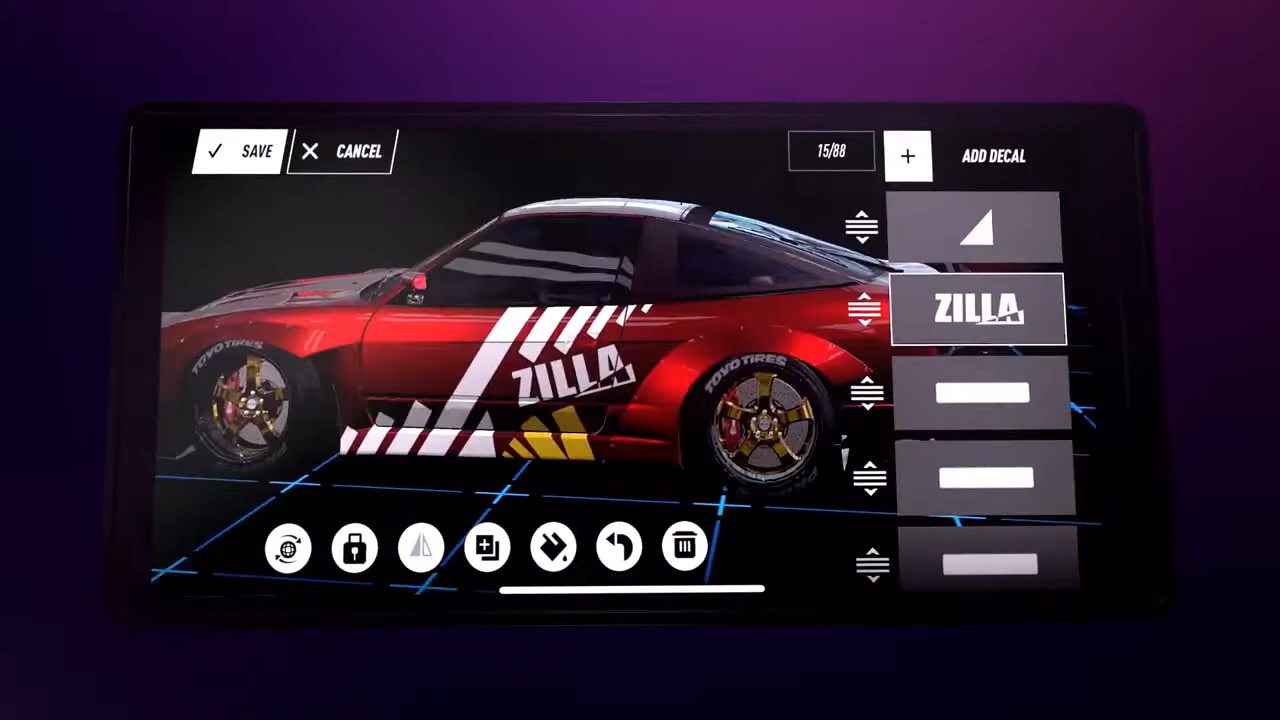 SAVE
CANCEL
15/88
ADD DECAL
ZILLA
TOYO TIRES
TOYO TIRES
ZILLA